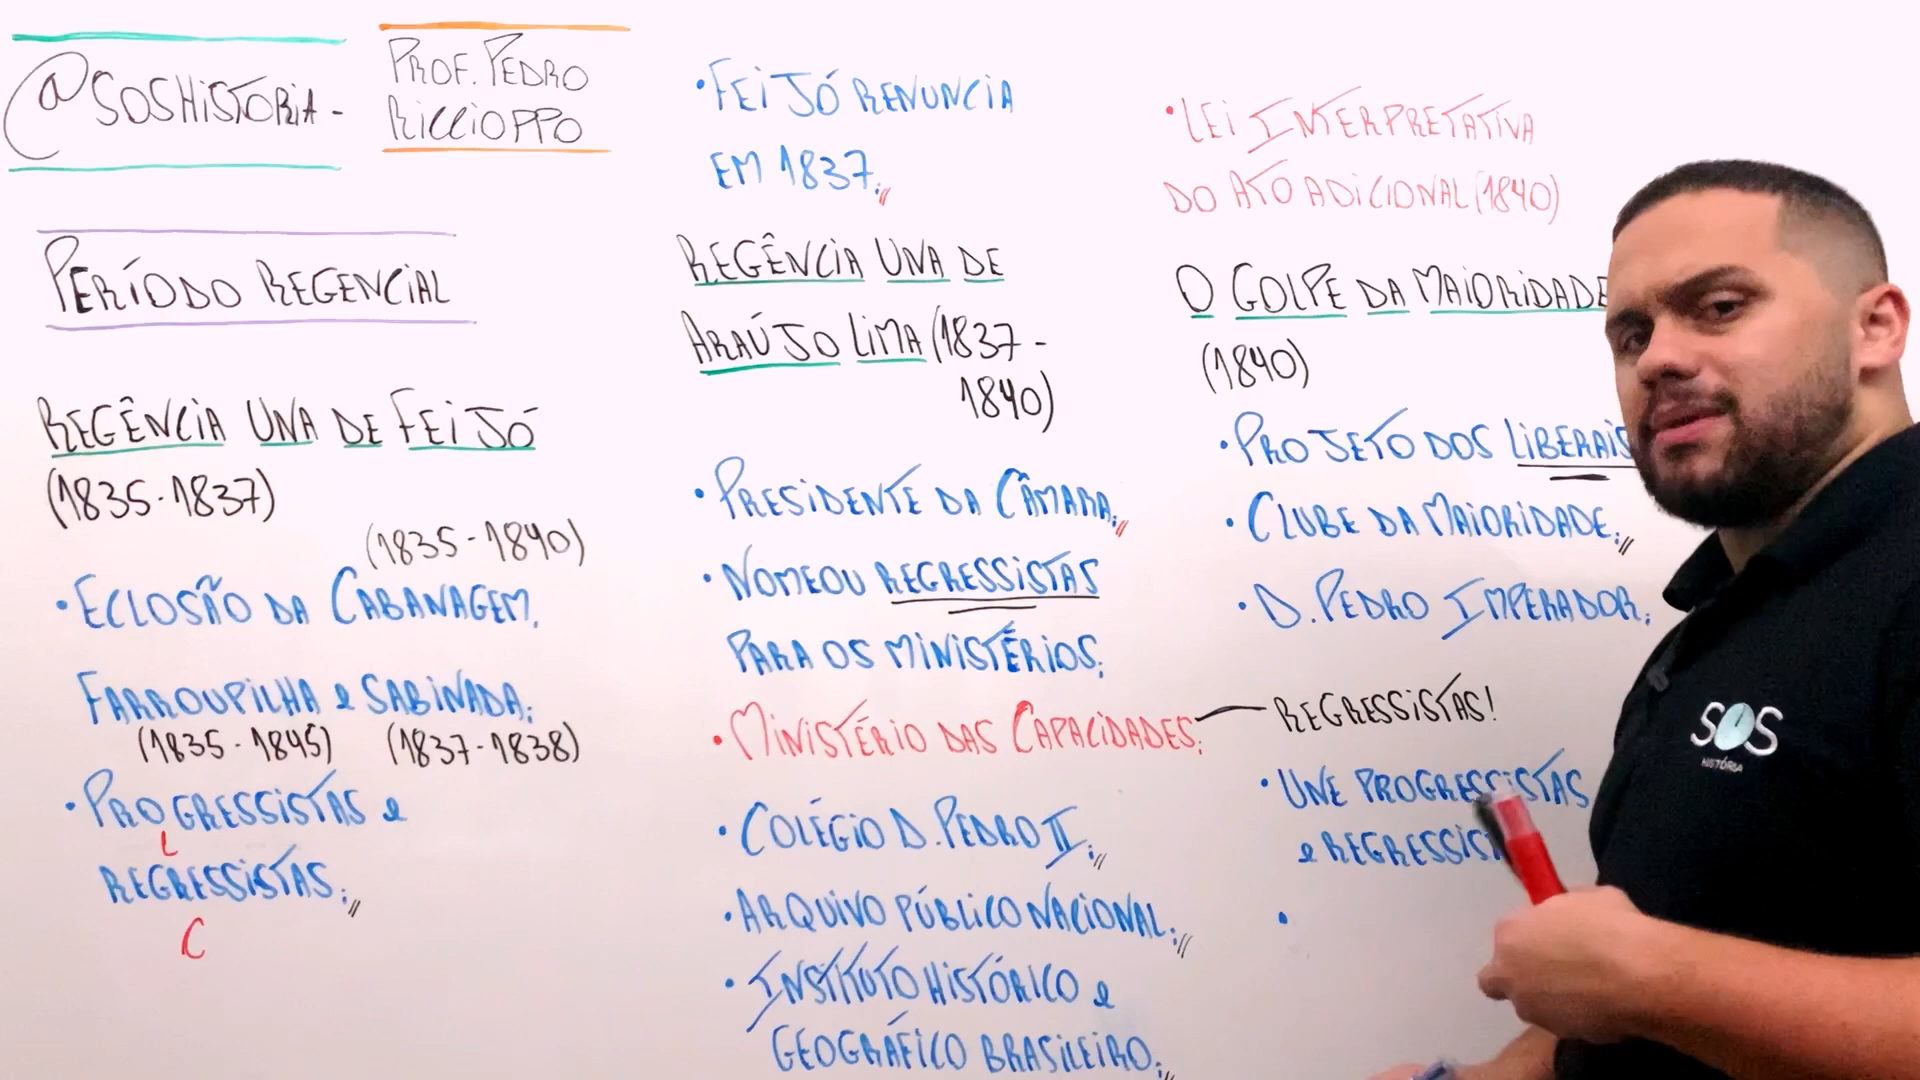 @SOSHISTORIA-
PROF. PEDRO
RICCIOPPO
PERÍODO REGENCIAL
REGÊNCIA UNA DE FEIJÓ
(1835-1837)
(1835-1840)
• ECLOSÃO DA CABANAGEM,
FARROUPILHA e SABINADA;
(1835-1845) (1837-1838)
• PROGRESSISTAS e
L
REGRESSISTAS;
C
• FEIJÓ RENUNCIA
EM 1837;
REGÊNCIA UNA DE
ARAÚJO LIMA (1837-
1840)
• PRESIDENTE DA CÂMARA;
• NOMEOU REGRESSISTAS
PARA OS MINISTÉRIOS;
• MINISTÉRIO DAS CAPACIDADES; — REGRESSISTAS!
• COLÉGIO D. PEDRO II;
• ARQUIVO PÚBLICO NACIONAL;
• INSTITUTO HISTÓRICO e
GEOGRÁFICO BRASILEIRO;
• LEI INTERPRETATIVA
DO ATO ADICIONAL (1840)
O GOLPE DA MAIORIDADE
(1840)
• PROJETO DOS LIBERAIS
• CLUBE DA MAIORIDADE;
• D. PEDRO IMPERADOR;
• UNE PROGRESSISTAS
e REGRESSIS
•
SOS
HISTÓRIA